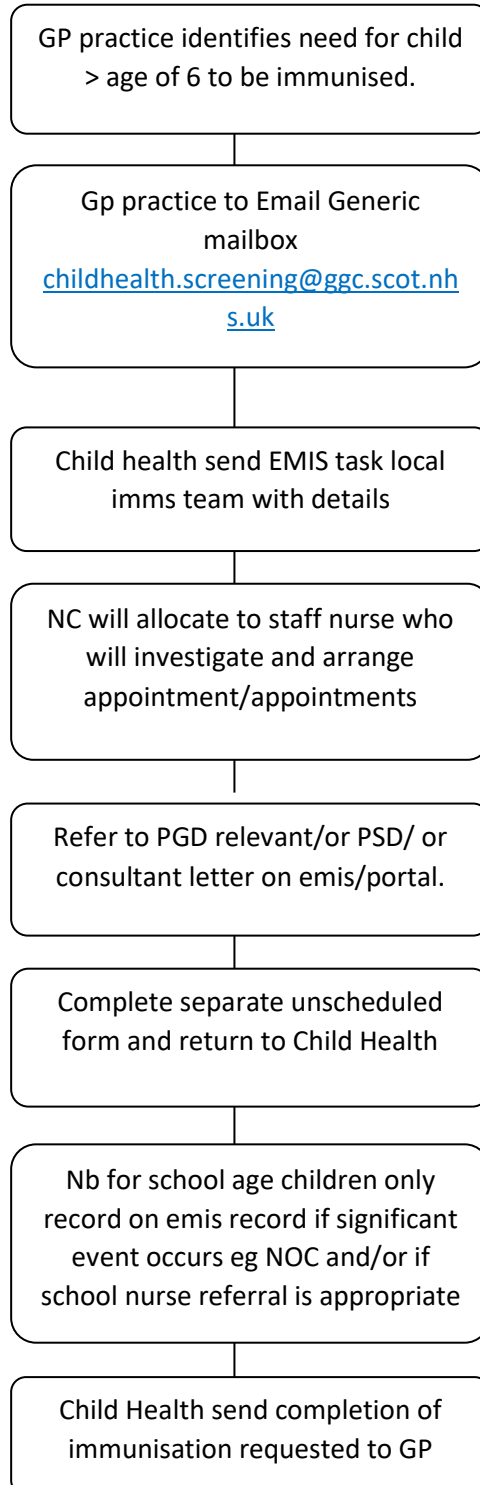 GP practice identifies need for child
> age of 6 to be immunised.
Gp practice to Email Generic
mailbox
childhealth.screening@ggc.scot.nh
s.uk
Child health send EMIS task local
imms team with details
NC will allocate to staff nurse who
will investigate and arrange
appointment/appointments
Refer to PGD relevant/or PSD/ or
consultant letter on emis/portal.
Complete separate unscheduled
form and return to Child Health
Nb for school age children only
record on emis record if significant
event occurs eg NOC and/or if
school nurse referral is appropriate
Child Health send completion of
immunisation requested to GP